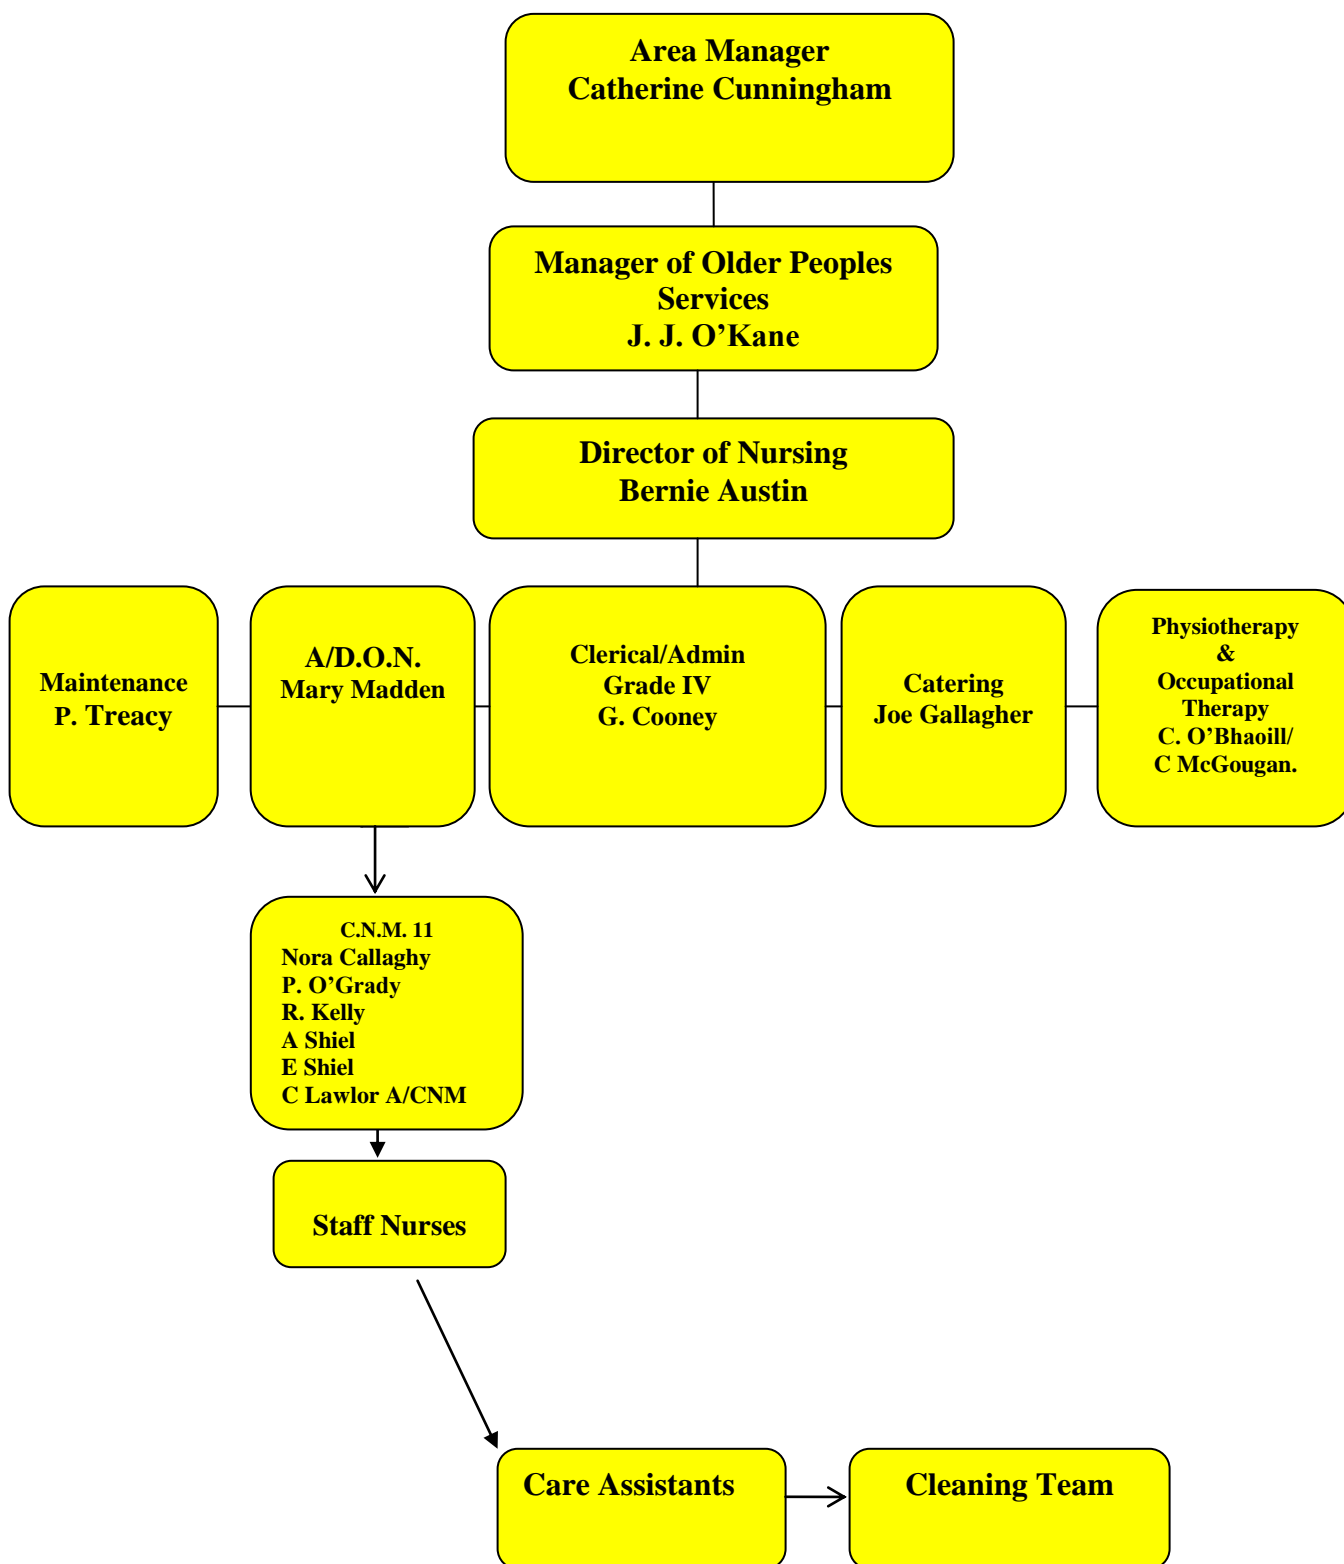 Area Manager
Catherine Cunningham
Manager of Older Peoples
Services
J. J. O’Kane
Director of Nursing
Bernie Austin
Maintenance
P. Treacy
A/D.O.N.
Mary Madden
Clerical/Admin
Grade IV
G. Cooney
Catering
Joe Gallagher
Physiotherapy
&
Occupational
Therapy
C. O’Bhaoill/
C McGougan.
C.N.M. 11
Nora Callaghy
P. O’Grady
R. Kelly
A Shiel
E Shiel
C Lawlor A/CNM
Staff Nurses
Care Assistants
Cleaning Team